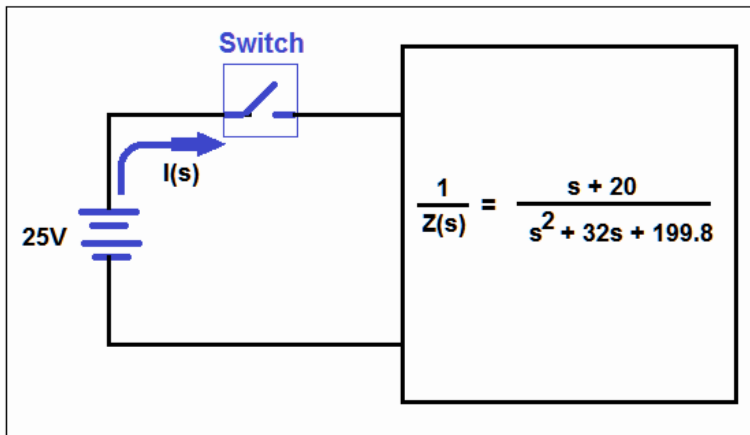 Switch
I(s)
25V
1
Z(s)
=
s + 20
s² + 32s + 199.8